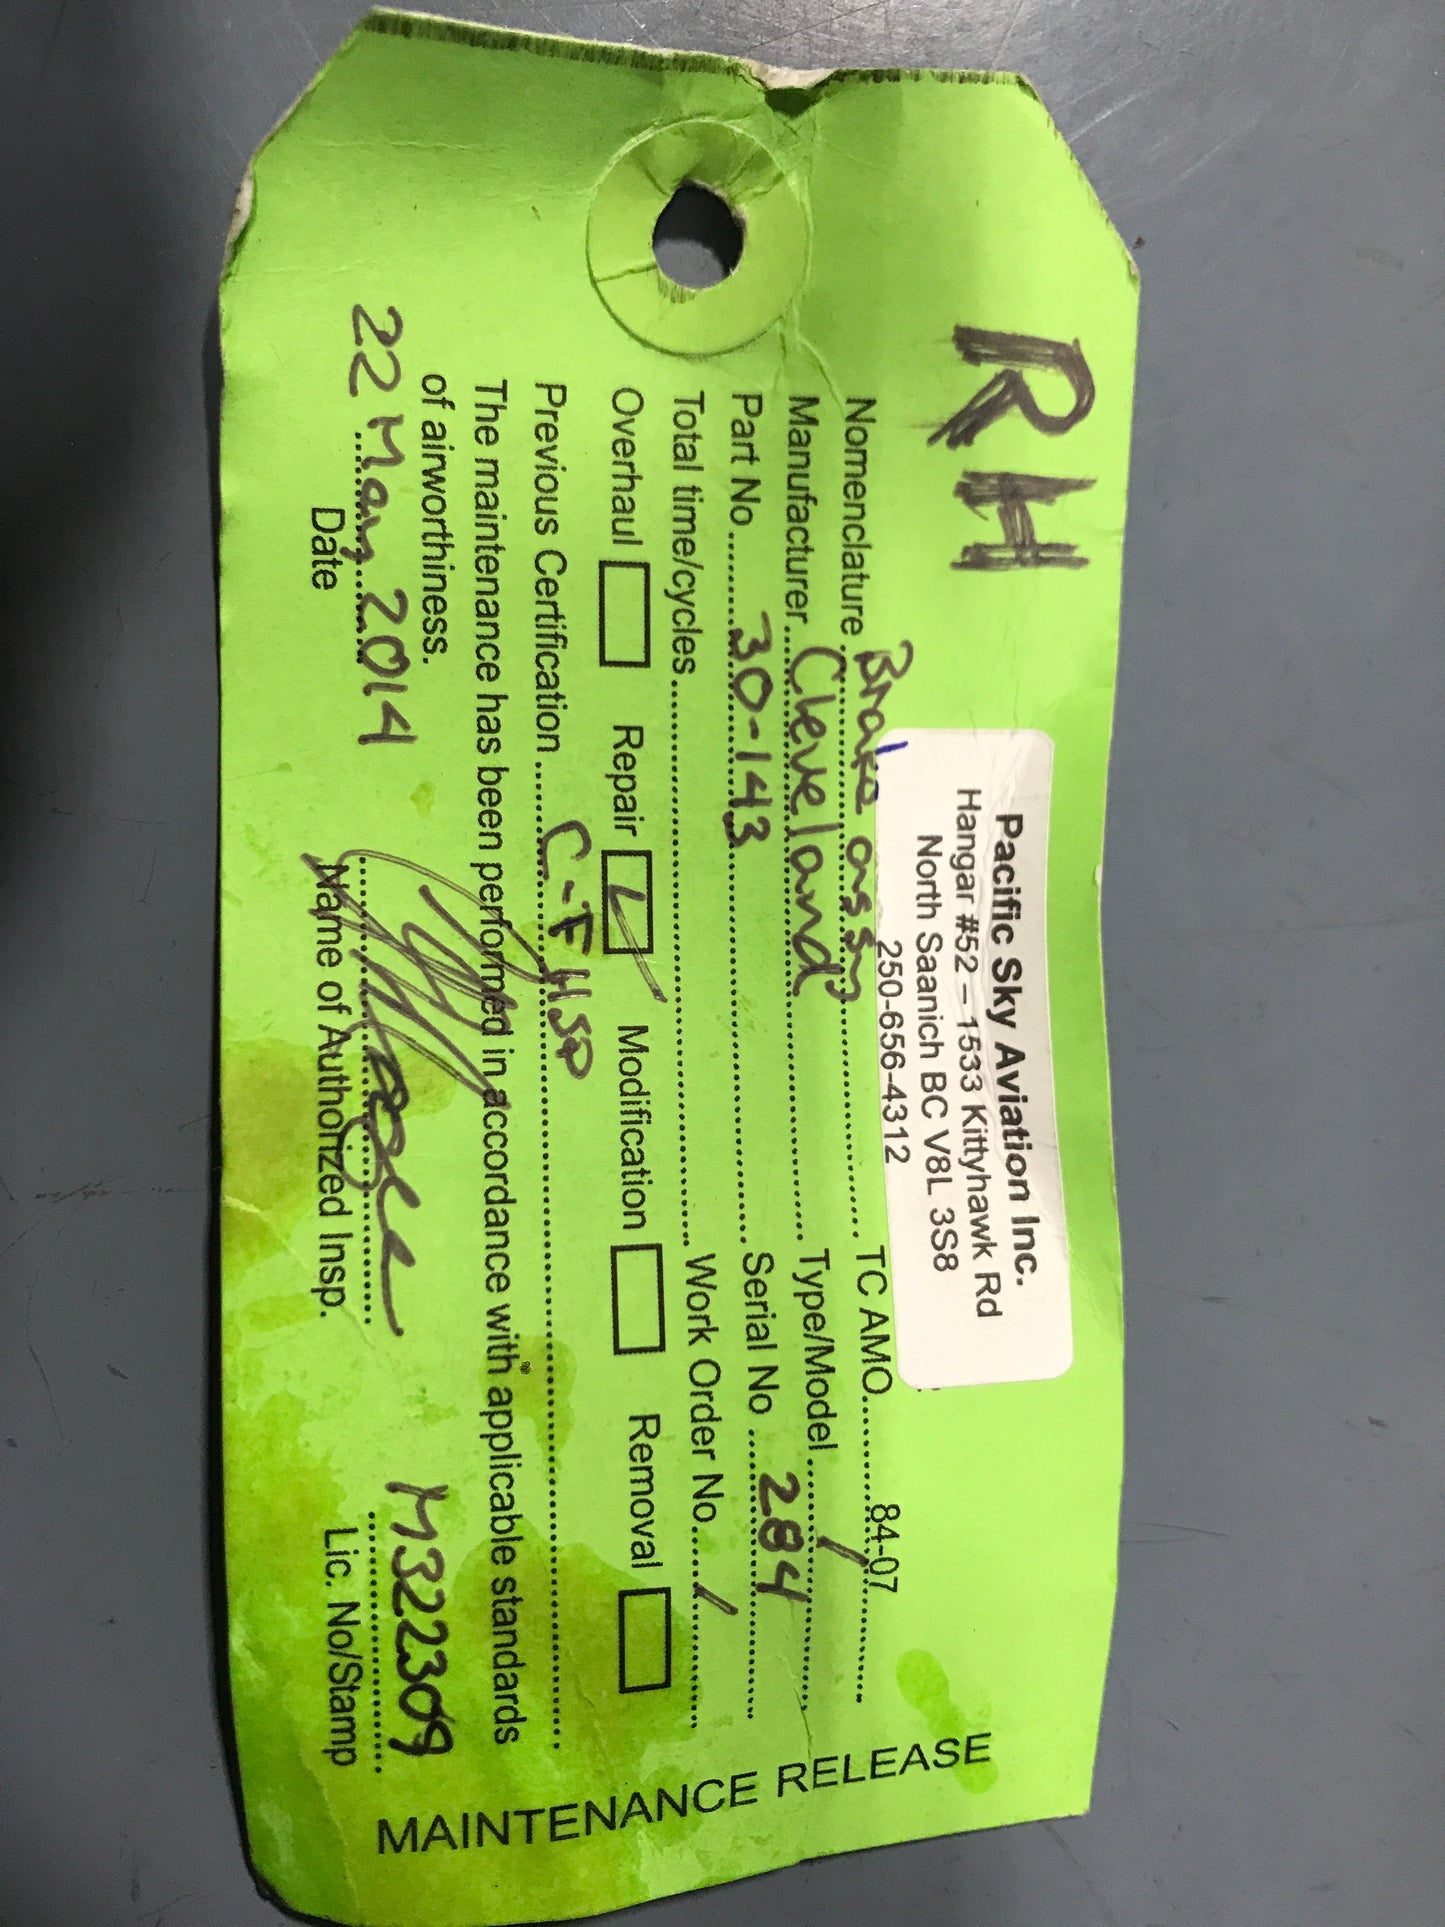 RH
Pacific Sky Aviation Inc.
Hangar #52 – 1533 Kittyhawk Rd
North Saanich BC V8L 3S8
250-656-4312
Nomenclature Brake assy TC AMO 84-07
Manufacturer Cleveland Type/Model /
Part No 30-143 Serial No 284
Total time/cycles Work Order No. /
Overhaul Repair Modification Removal
Previous Certification C-FHSP
The maintenance has been performed in accordance with applicable standards
of airworthiness.
22 May 2014 M322309
Date Name of Authorized Insp. Lic. No/Stamp
MAINTENANCE RELEASE